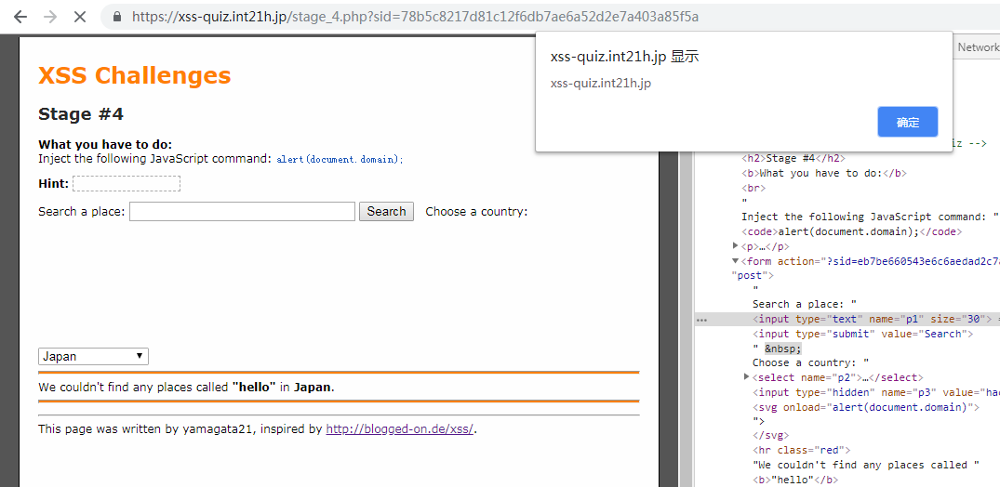 https://xss-quiz.int21h.jp/stage_4.php?sid=78b5c8217d81c12f6db7ae6a52d2e7a403a85f5a
xss-quiz.int21h.jp 显示
xss-quiz.int21h.jp
确定
Network
XSS Challenges
Stage #4
What you have to do:
Inject the following JavaScript command: alert(document.domain);
Hint:
Search a place: Search Choose a country:
Japan
We couldn't find any places called "hello" in Japan.
This page was written by yamagata21, inspired by http://blogged-on.de/xss/.
iz -->
<h2>Stage #4</h2>
<b>What you have to do:</b>
<br>
"
Inject the following JavaScript command: "
<code>alert(document.domain);</code>
<p>…</p>
<form action="?sid=eb7be660543e6c6aedad2c7a
"post">
"
Search a place: "
<input type="text" name="p1" size="30"> =
<input type="submit" value="Search">
" &nbsp;
Choose a country: "
<select name="p2">…</select>
<input type="hidden" name="p3" value="hac
<svg onload="alert(document.domain)">
">
</svg>
<hr class="red">
"We couldn't find any places called "
<b>"hello"</b>